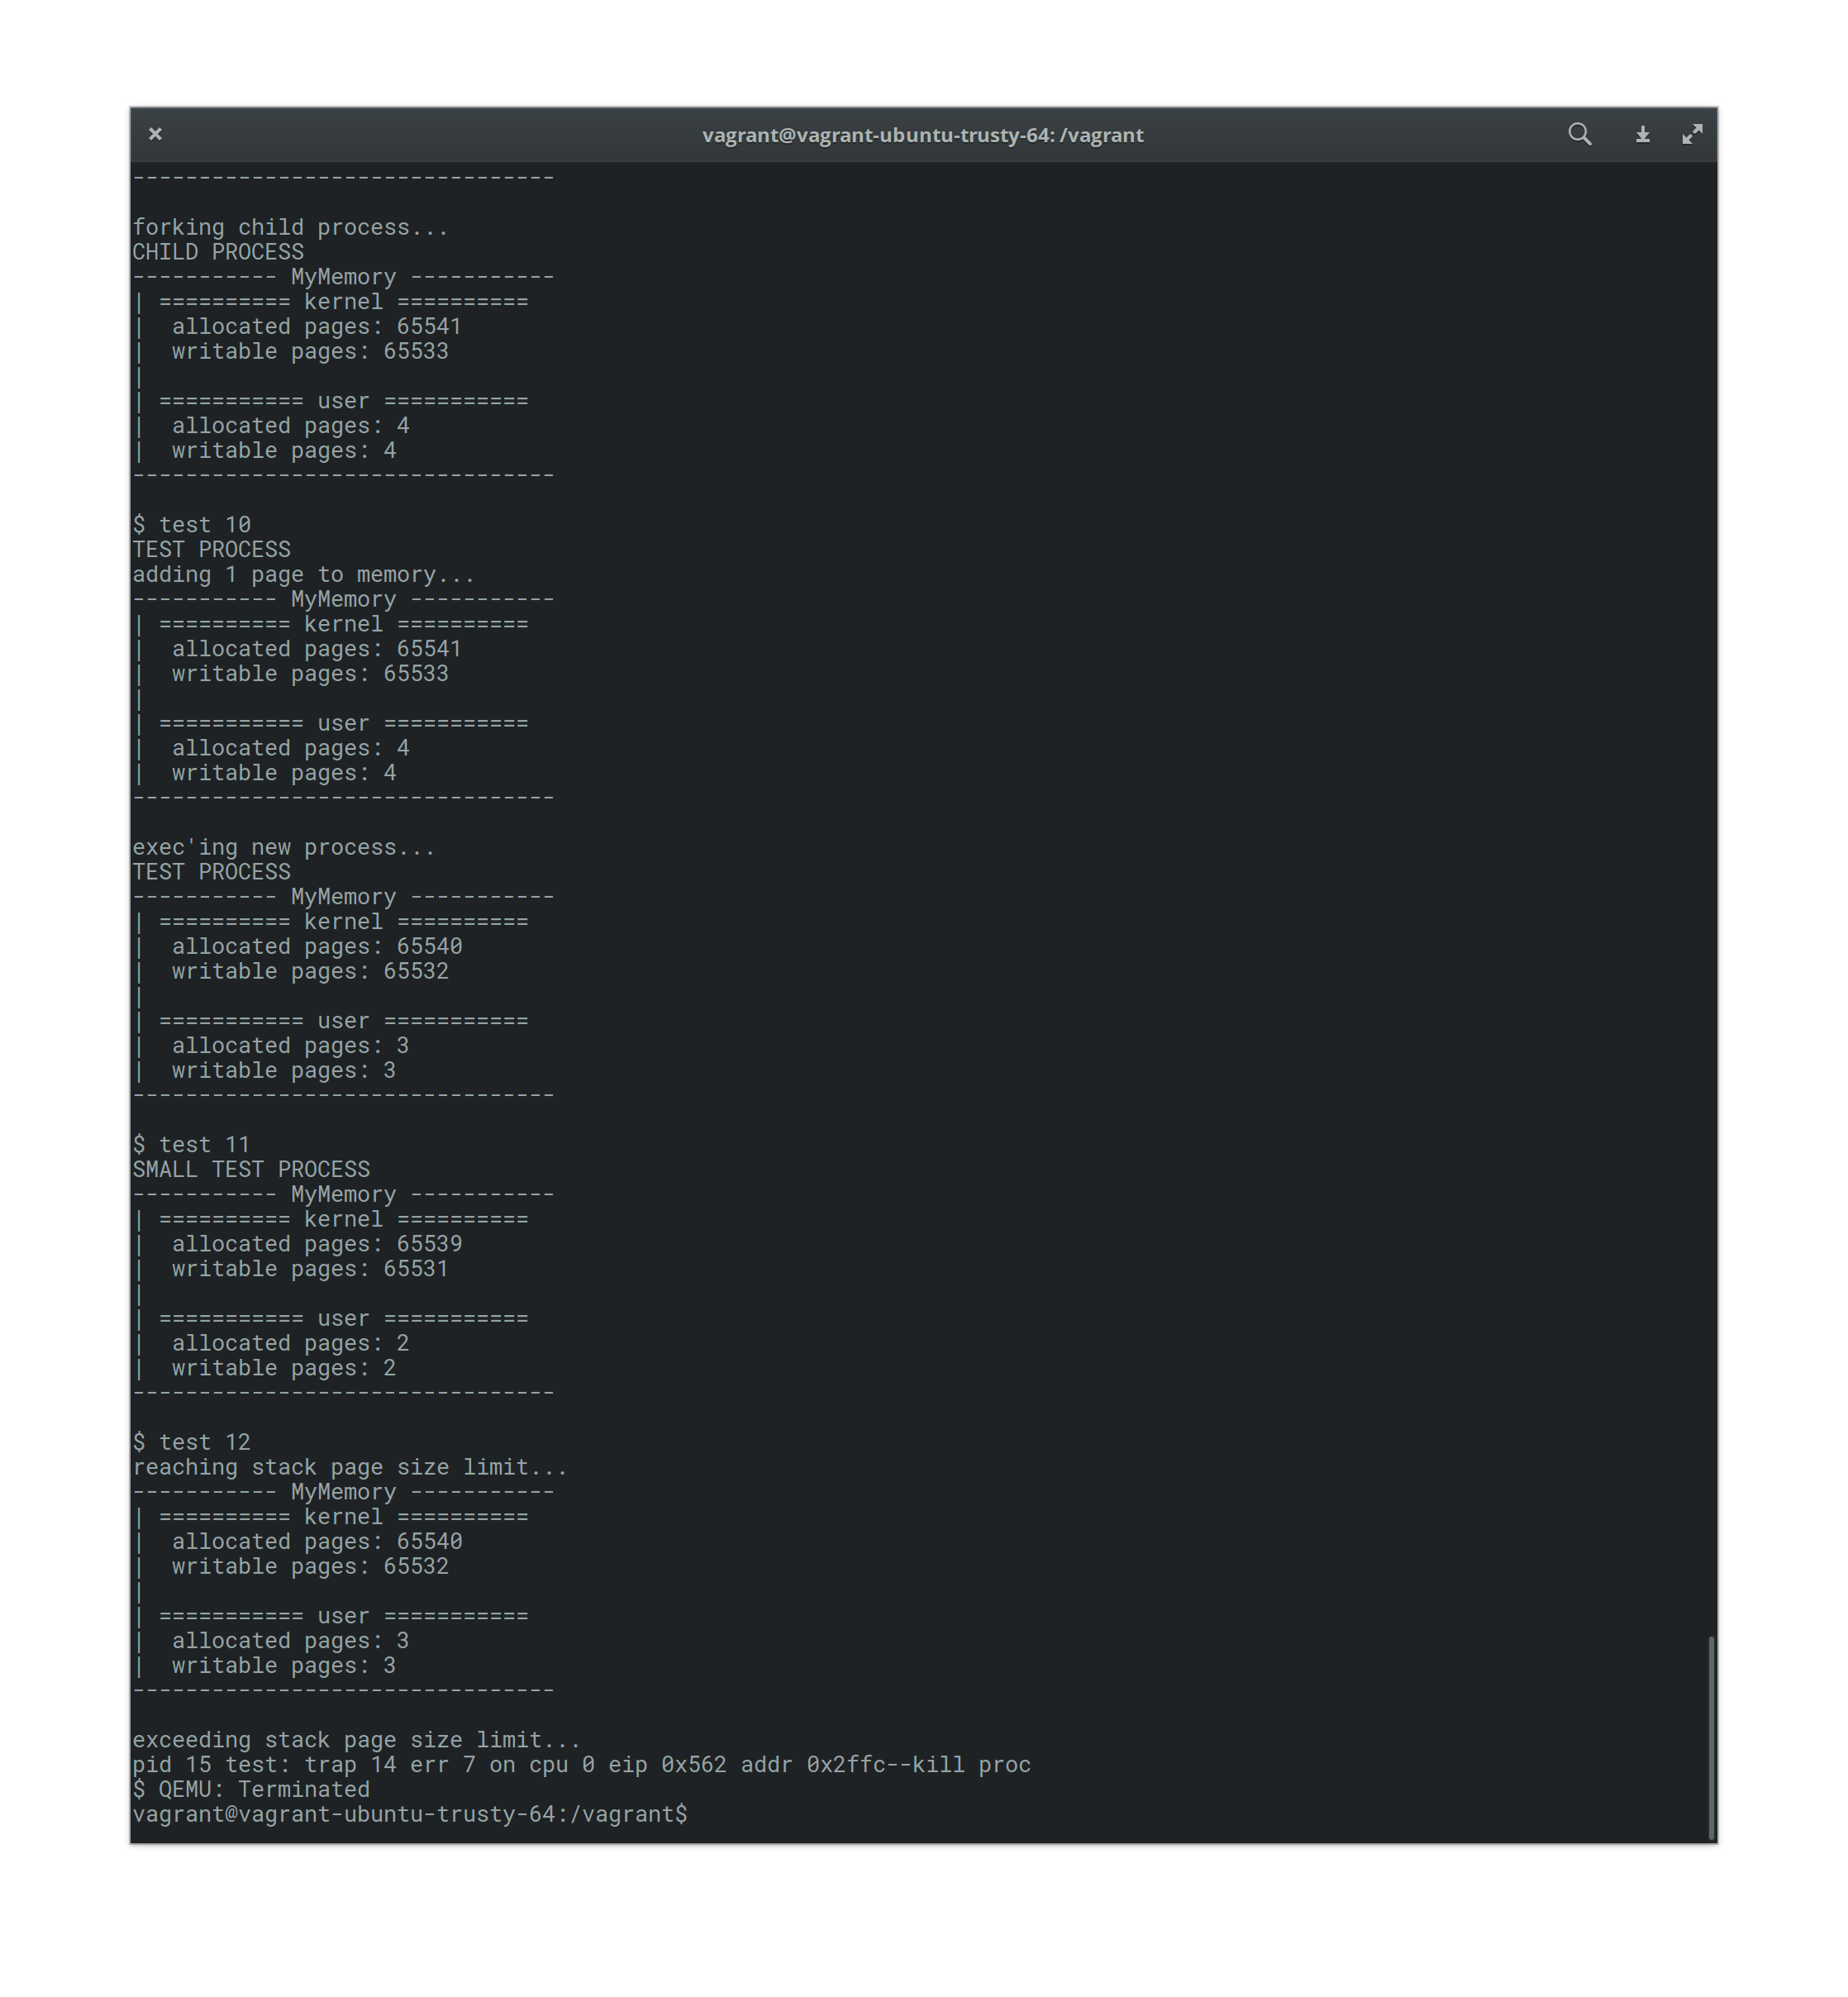 vagrant@vagrant-ubuntu-trusty-64: /vagrant
--------------------------------
forking child process...
CHILD PROCESS
----------- MyMemory -----------
| ========== kernel ==========
|  allocated pages: 65541
|  writable pages: 65533
|
| =========== user ===========
|  allocated pages: 4
|  writable pages: 4
--------------------------------
$ test 10
TEST PROCESS
adding 1 page to memory...
----------- MyMemory -----------
| ========== kernel ==========
|  allocated pages: 65541
|  writable pages: 65533
|
| =========== user ===========
|  allocated pages: 4
|  writable pages: 4
--------------------------------
exec'ing new process...
TEST PROCESS
----------- MyMemory -----------
| ========== kernel ==========
|  allocated pages: 65540
|  writable pages: 65532
|
| =========== user ===========
|  allocated pages: 3
|  writable pages: 3
--------------------------------
$ test 11
SMALL TEST PROCESS
----------- MyMemory -----------
| ========== kernel ==========
|  allocated pages: 65539
|  writable pages: 65531
|
| =========== user ===========
|  allocated pages: 2
|  writable pages: 2
--------------------------------
$ test 12
reaching stack page size limit...
----------- MyMemory -----------
| ========== kernel ==========
|  allocated pages: 65540
|  writable pages: 65532
|
| =========== user ===========
|  allocated pages: 3
|  writable pages: 3
--------------------------------
exceeding stack page size limit...
pid 15 test: trap 14 err 7 on cpu 0 eip 0x562 addr 0x2ffc--kill proc
$ QEMU: Terminated
vagrant@vagrant-ubuntu-trusty-64:/vagrant$